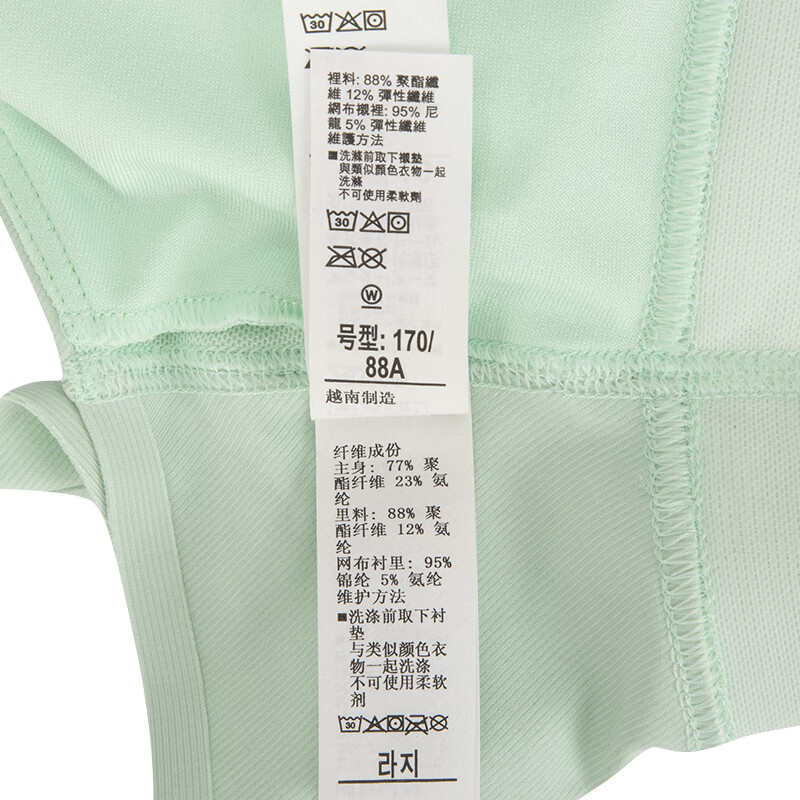 30
裡料: 88% 聚酯纖
維 12% 彈性纖維
網布襯裡: 95% 尼
龍 5% 彈性纖維
維護方法
■洗滌前取下襯墊
與類似顏色衣物一起
洗滌
不可使用柔軟劑
30
W
号型: 170/
88A
越南制造
纤维成份
主身: 77% 聚
酯纤维 23% 氨
纶
里料: 88% 聚
酯纤维 12% 氨
纶
网布衬里: 95%
锦纶 5% 氨纶
维护方法
■洗涤前取下衬
垫
与类似颜色衣
物一起洗涤
不可使用柔软
剂
30
라지